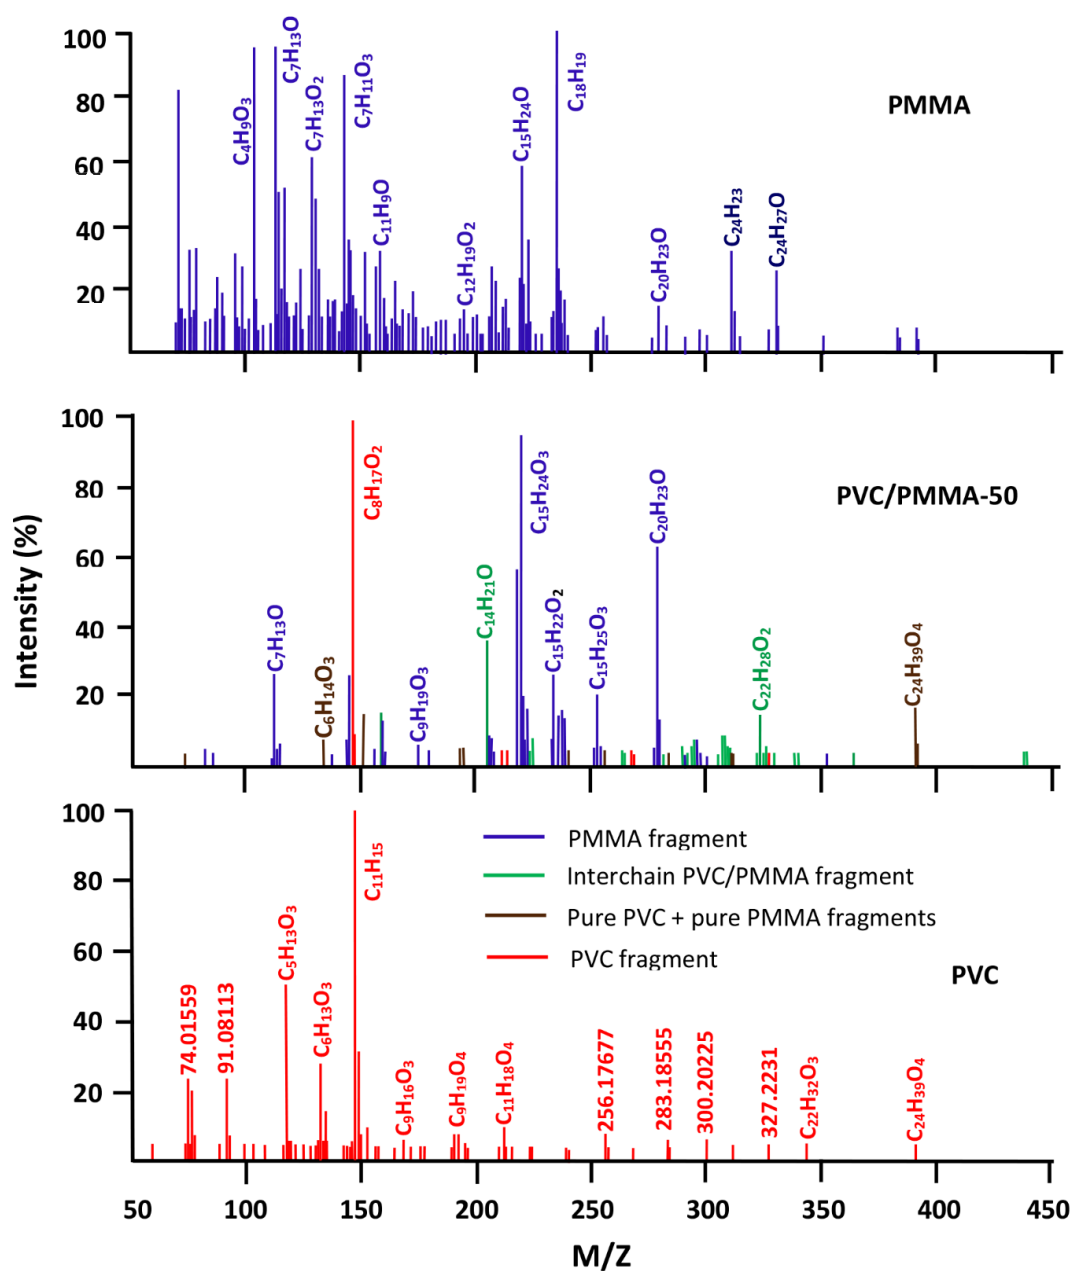 PMMA
100
80
60
40
20
C₄H₉O₃
C₇H₁₃O
C₇H₁₃O₂
C₇H₁₁O₃
C₁₁H₉O
C₁₂H₁₉O₂
C₁₅H₂₄O
C₁₈H₁₉
C₂₀H₂₃O
C₂₄H₂₃
C₂₄H₂₇O
Intensity (%)
PVC/PMMA-50
100
80
60
40
20
C₇H₁₃O
C₆H₁₄O₃
C₈H₁₇O₂
C₉H₁₉O₃
C₁₄H₂₁O
C₁₅H₂₄O₃
C₁₅H₂₂O₂
C₁₅H₂₅O₃
C₂₀H₂₃O
C₂₂H₂₈O₂
C₂₄H₃₉O₄
PMMA fragment
Interchain PVC/PMMA fragment
Pure PVC + pure PMMA fragments
PVC fragment
PVC
100
80
60
40
20
74.01559
91.08113
C₅H₁₃O₃
C₆H₁₃O₃
C₁₁H₁₅
C₉H₁₆O₃
C₉H₁₉O₄
C₁₁H₁₈O₄
256.17677
283.18555
300.20225
327.2231
C₂₂H₃₂O₃
C₂₄H₃₉O₄
50 100 150 200 250 300 350 400 450
M/Z